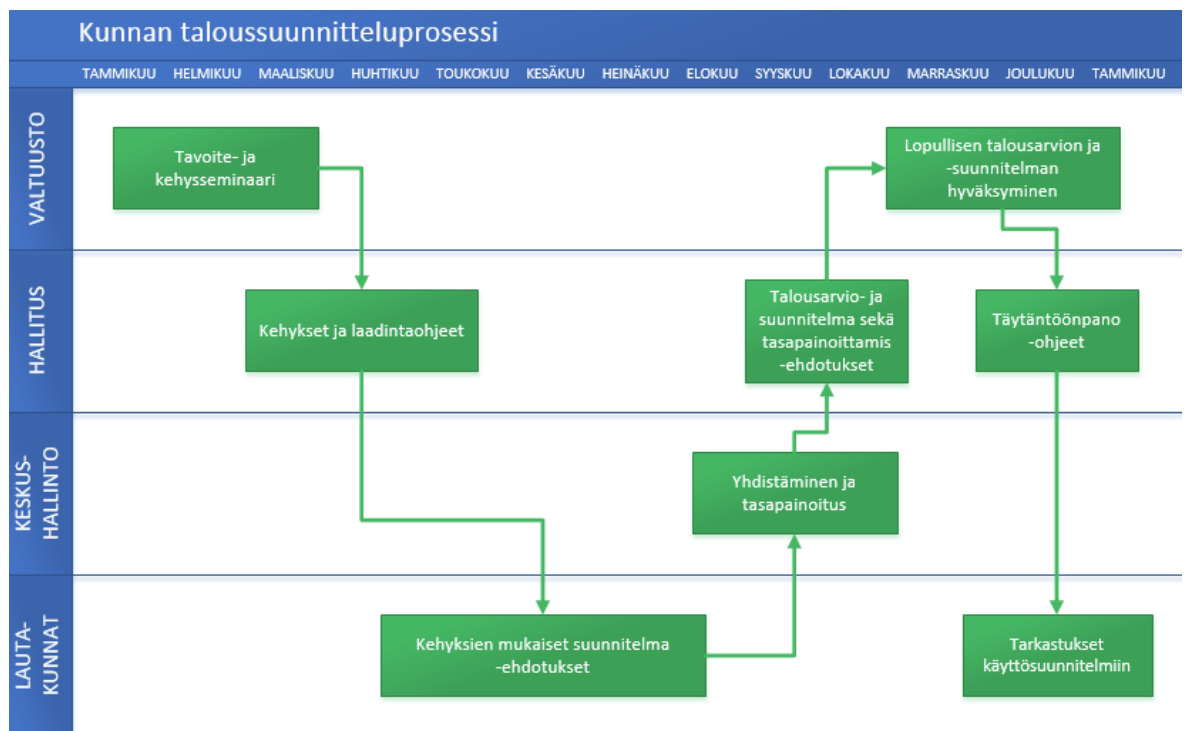 Kunnan taloussuunnitteluprosessi
TAMMIKUU HELMIKUU MAALISKUU HUHTIKUU TOUKOKUU KESÄKUU HEINÄKUU ELOKUU SYYSKUU LOKAKUU MARRASKUU JOULUKUU TAMMIKUU
VALTUUSTO
Tavoite- ja
kehysseminaari
Lopullisen talousarvion ja
-suunnitelman
hyväksyminen
HALLITUS
Kehykset ja laadintaohjeet
Talousarvio- ja
suunnitelma sekä
tasapainoittamis
-ehdotukset
Täytäntöönpano
-ohjeet
KESKUS-
HALLINTO
Yhdistäminen ja
tasapainoitus
LAUTA-
KUNNAT
Kehyksien mukaiset suunnitelma
-ehdotukset
Tarkastukset
käyttösuunnitelmiin